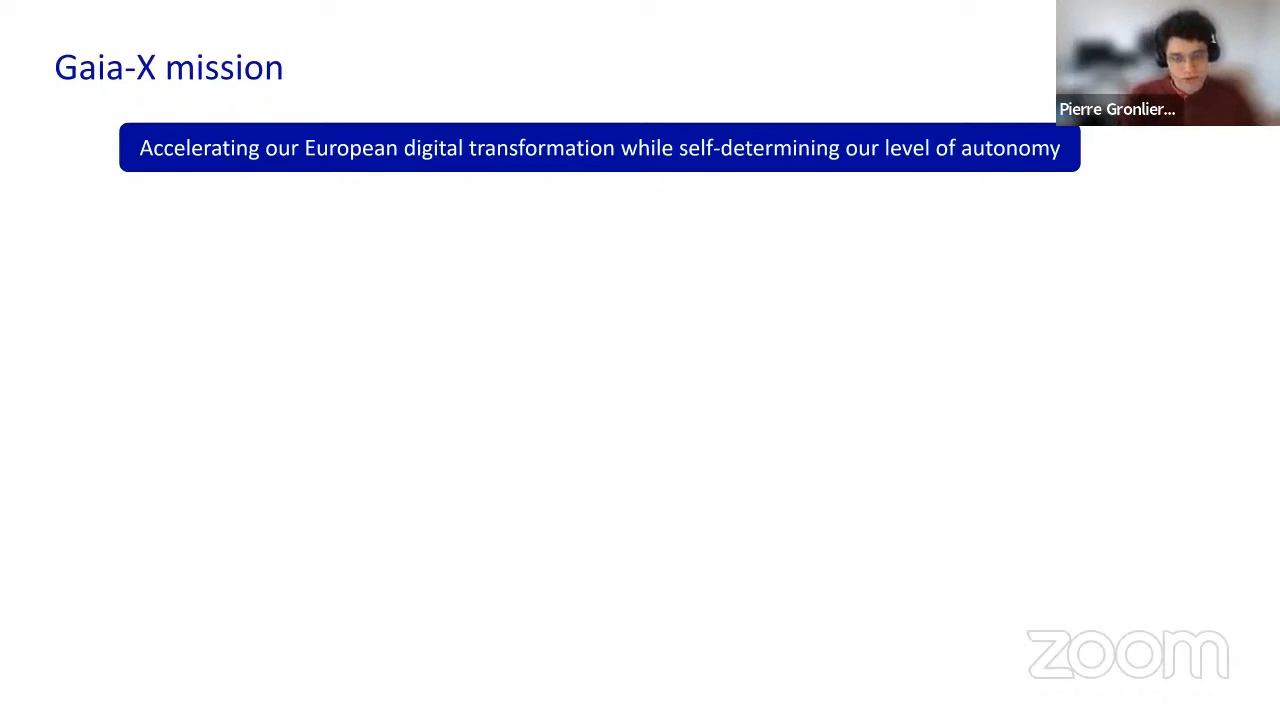 Gaia-X mission
Pierre Gronlier...
Accelerating our European digital transformation while self-determining our level of autonomy
zoom